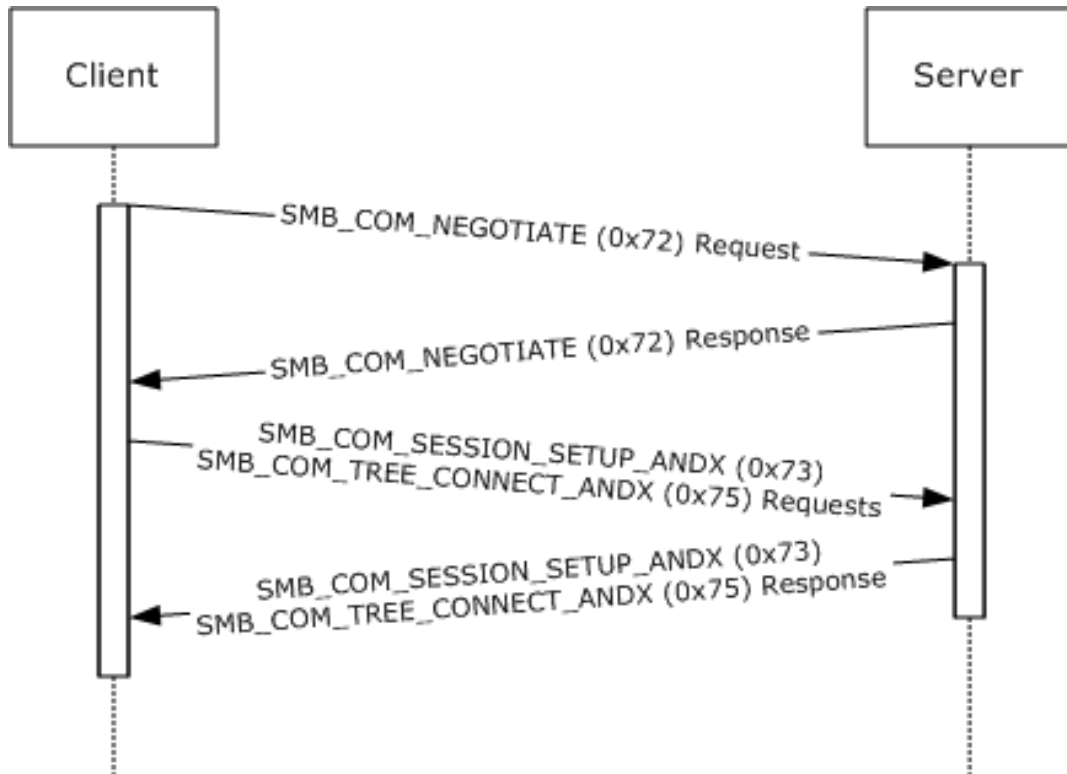 Client
Server
SMB_COM_NEGOTIATE (0x72) Request
SMB_COM_NEGOTIATE (0x72) Response
SMB_COM_SESSION_SETUP_ANDX (0x73)
SMB_COM_TREE_CONNECT_ANDX (0x75) Requests
SMB_COM_SESSION_SETUP_ANDX (0x73)
SMB_COM_TREE_CONNECT_ANDX (0x75) Response